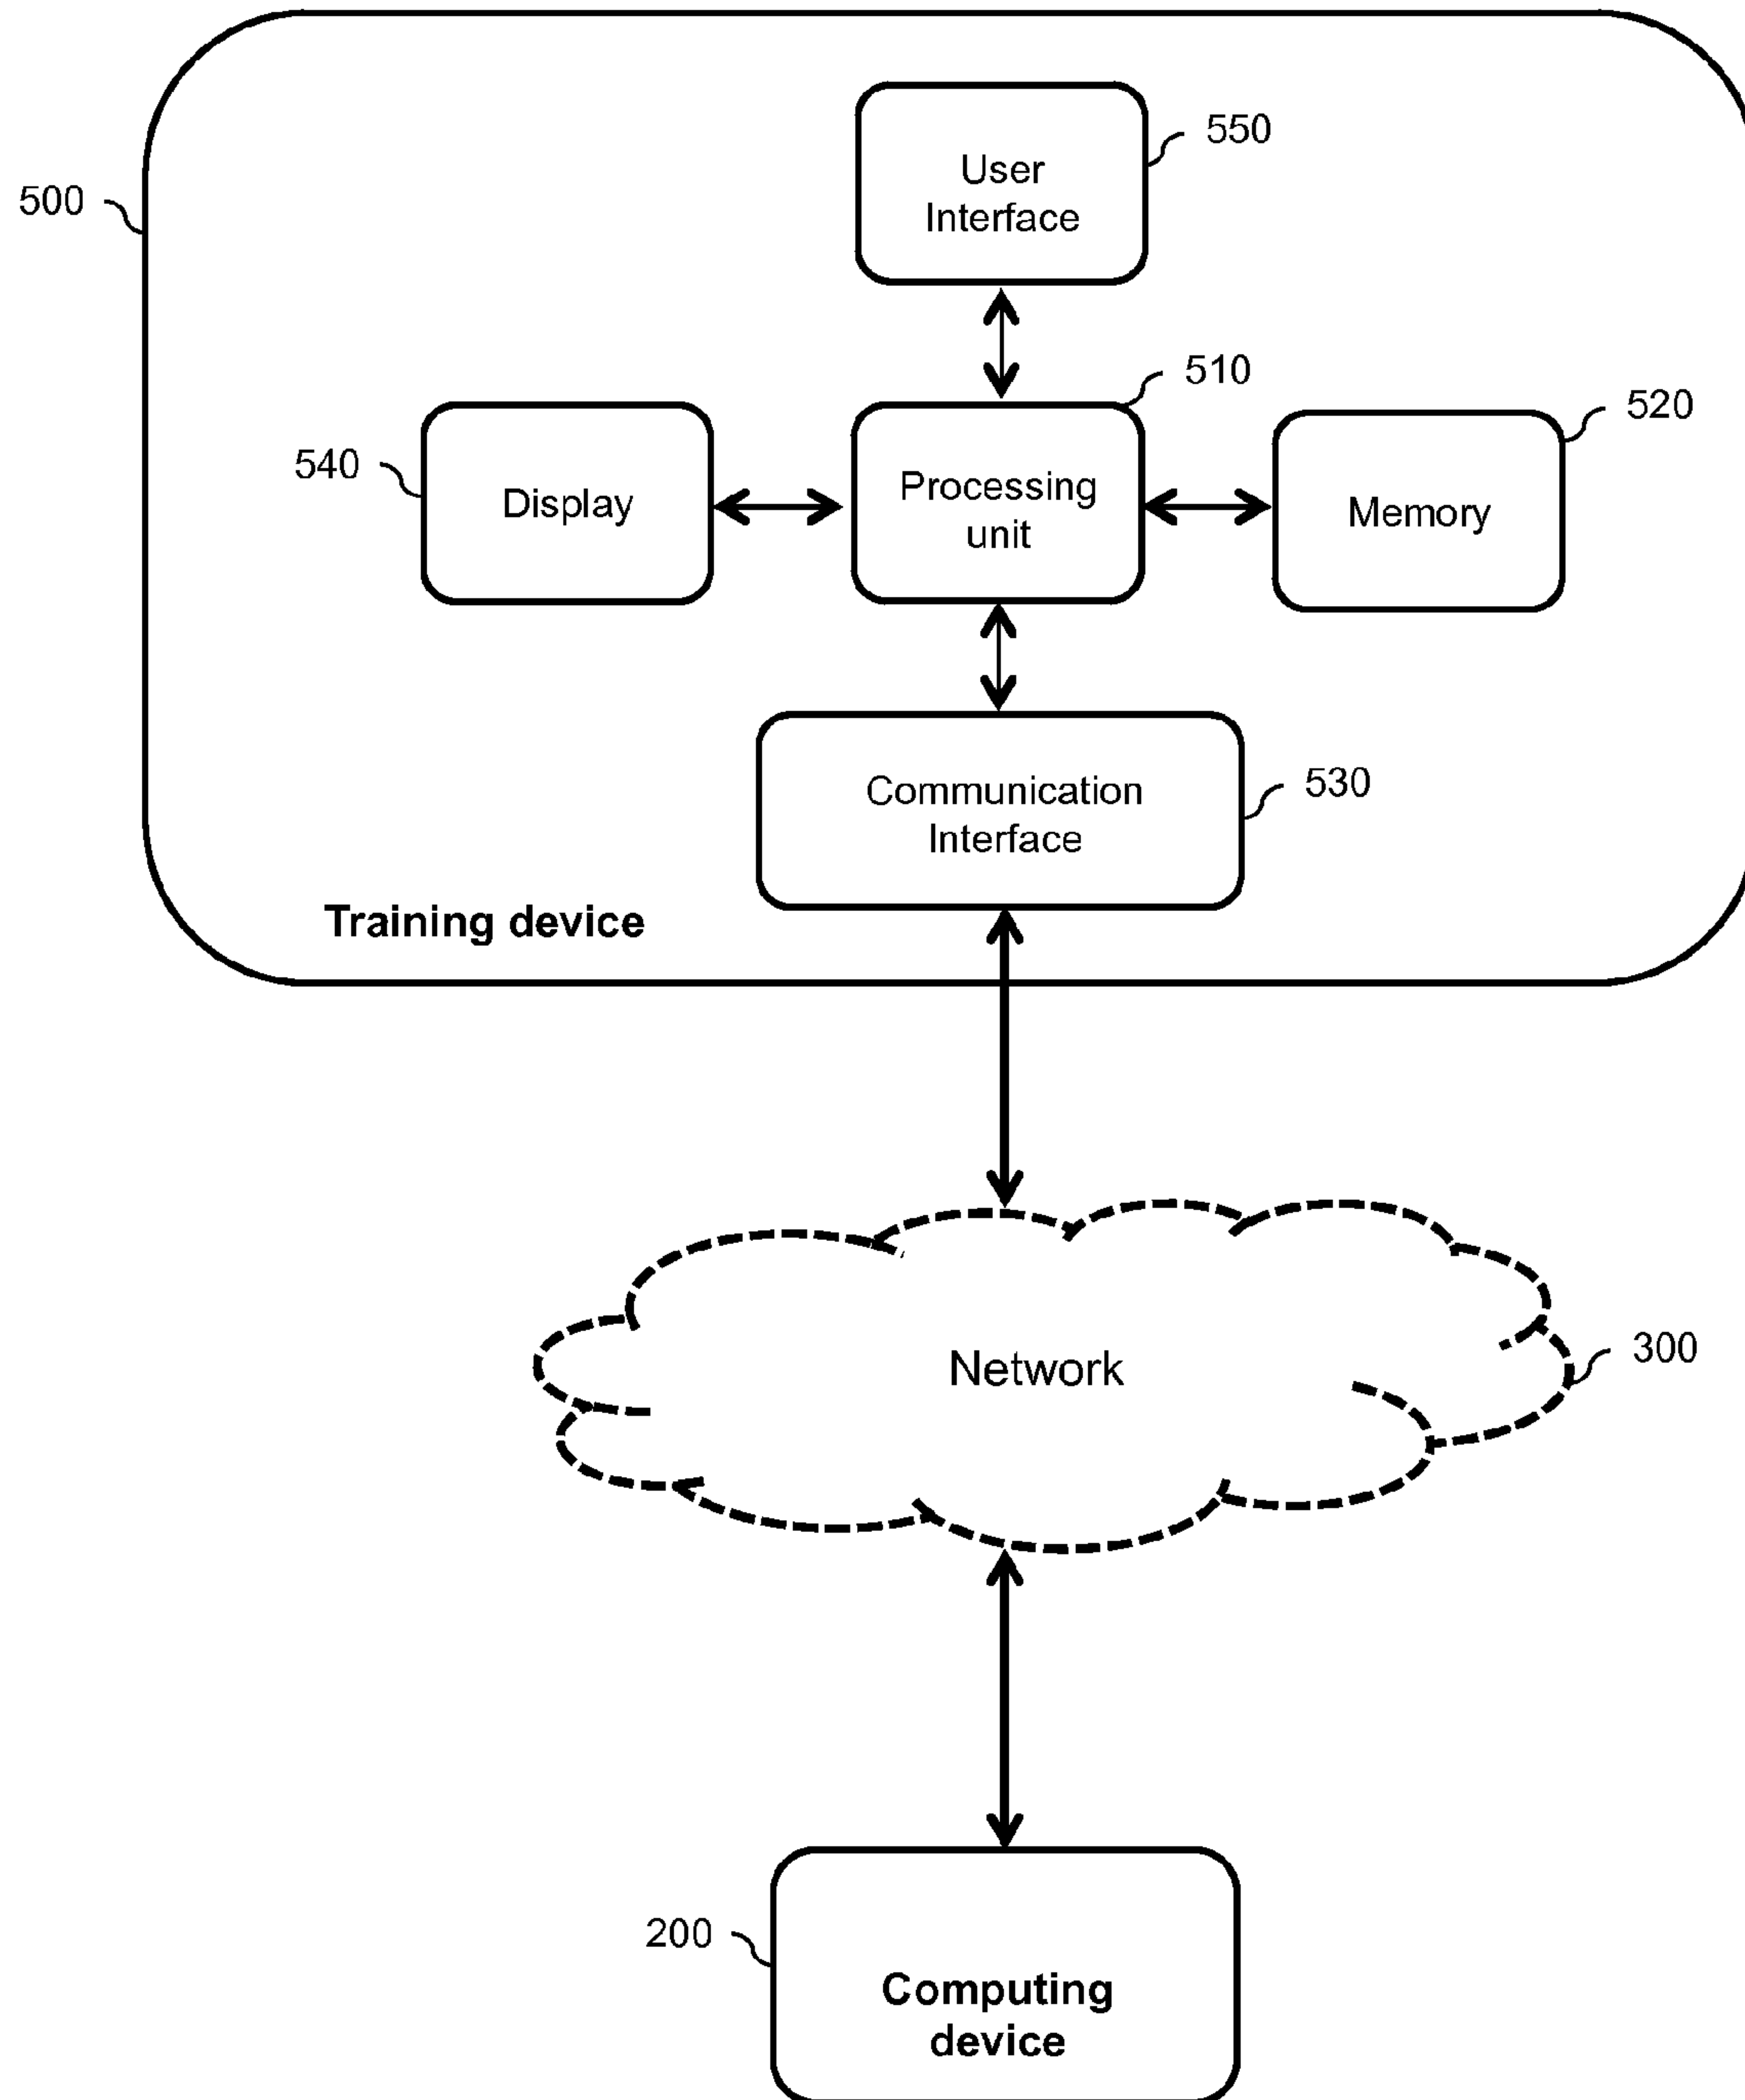 550
User
Interface
500
510
520
540
Display
Processing
unit
Memory
530
Communication
Interface
Training device
300
Network
200
Computing
device